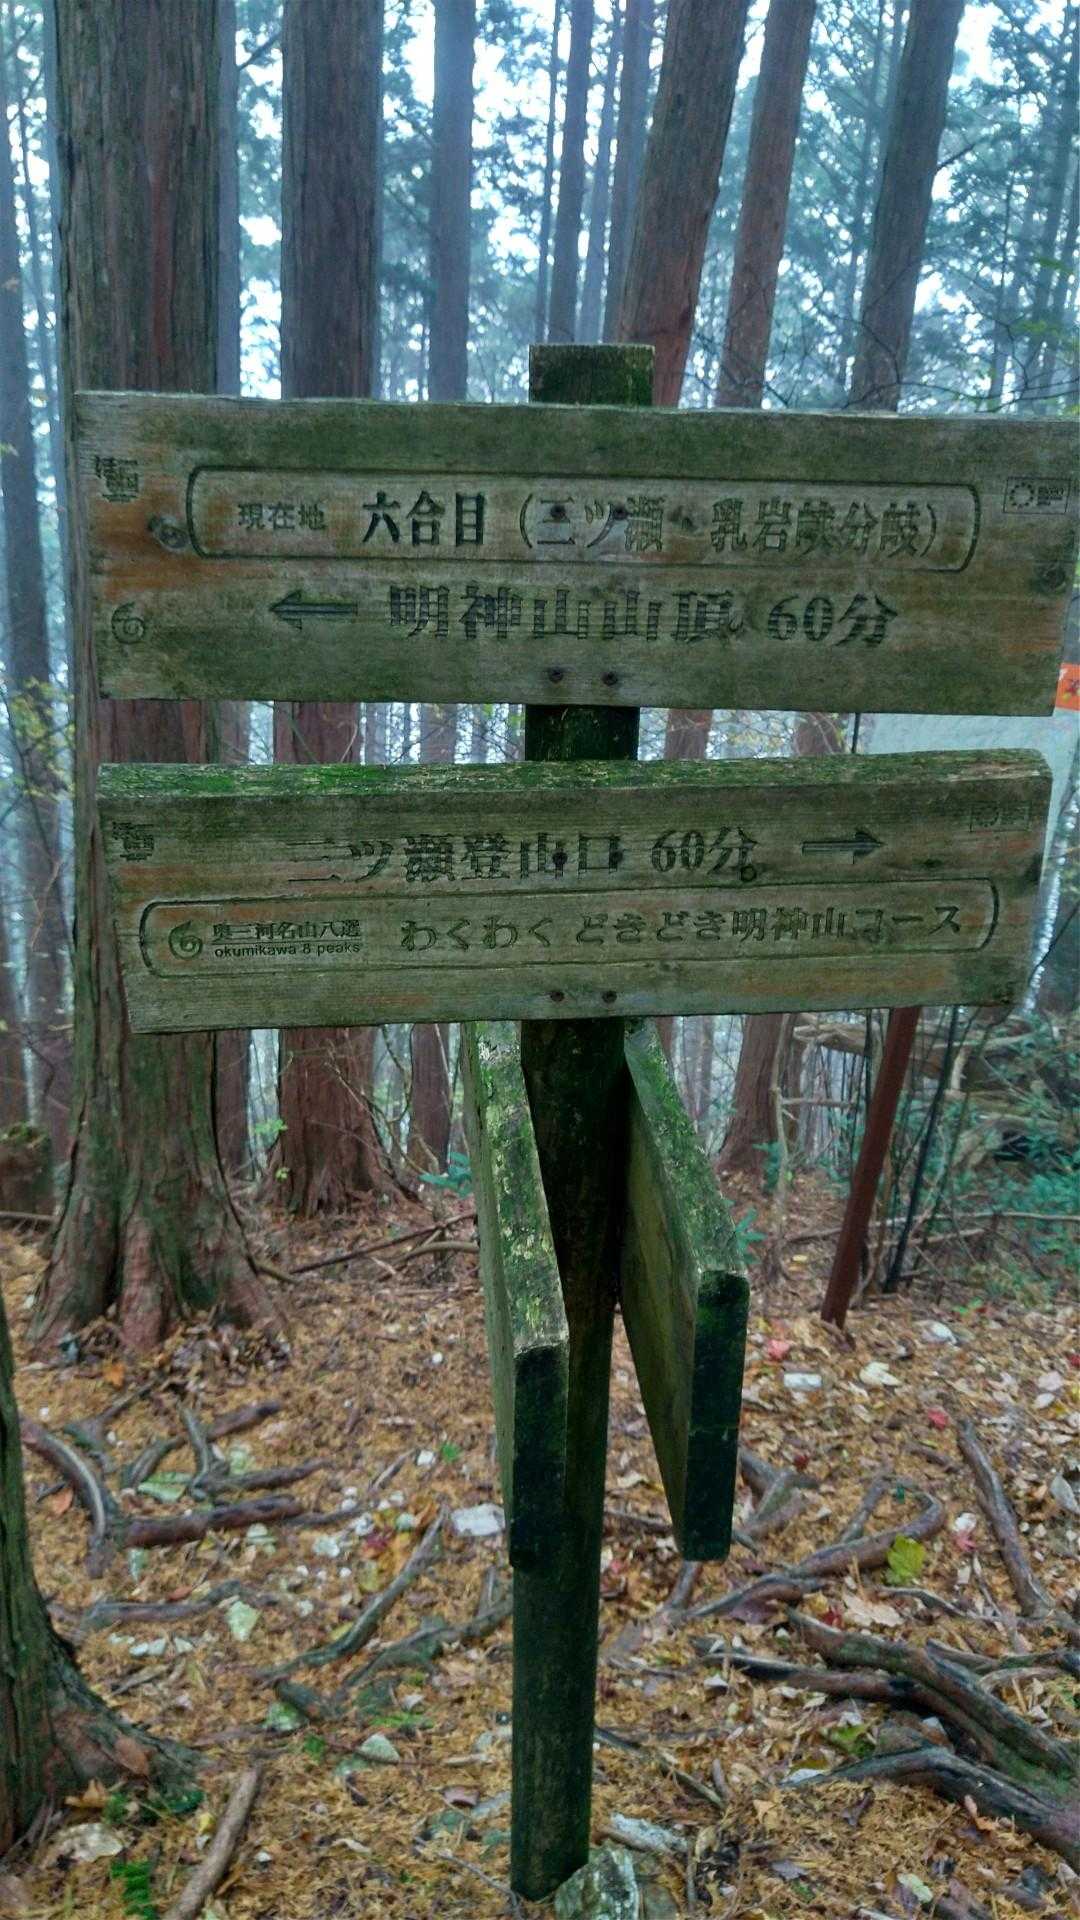 現在地 六合目（三ツ瀬・乳岩峡分岐）
← 明神山山頂 60分
三ツ瀬登山口 60分 →
奥三河名山八選 わくわく どきどき明神山コース
okumikawa 8 peaks